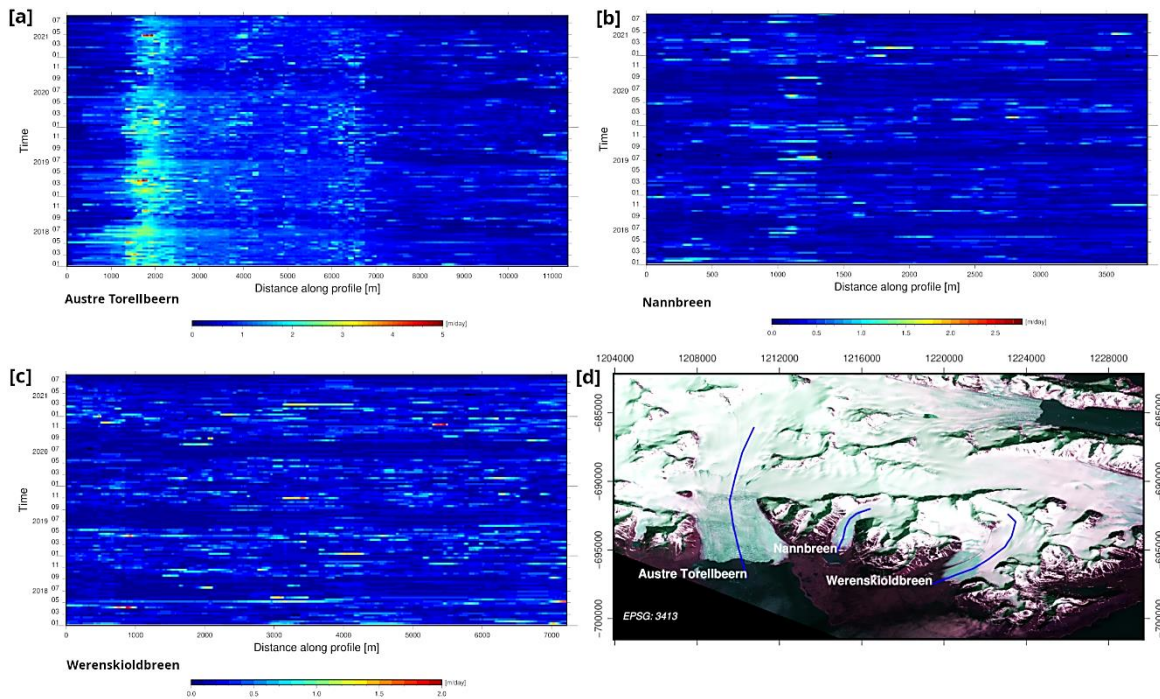 [a]
07
2021 05
03
01
11
09
2020 07
05
03
01
11
09
2019 07
05
03
01
11
09
2018 07
05
03
01
Time
0 1000 2000 3000 4000 5000 6000 7000 8000 9000 10000 11000
Distance along profile [m]
Austre Torellbeern
[m/day]
0 1 2 3 4 5
[b]
07
2021 05
03
01
11
09
2020 07
05
03
01
11
09
2019 07
05
03
01
11
09
2018 07
05
03
01
Time
0 500 1000 1500 2000 2500 3000 3500
Distance along profile [m]
Nannbreen
[m/day]
0.0 0.5 1.0 1.5 2.0 2.5
[c]
07
2021 05
03
01
11
09
2020 07
05
03
01
11
09
2019 07
05
03
01
11
09
2018 07
05
03
01
Time
0 1000 2000 3000 4000 5000 6000 7000
Distance along profile [m]
Werenskioldbreen
[m/day]
0.0 0.5 1.0 1.5 2.0
1204000 1208000 1212000 1216000 1220000 1224000 1228000
[d]
−685000 −685000
−690000 −690000
−695000 −695000
−700000 −700000
Nannbreen
Austre Torellbeern
Werenskioldbreen
EPSG: 3413